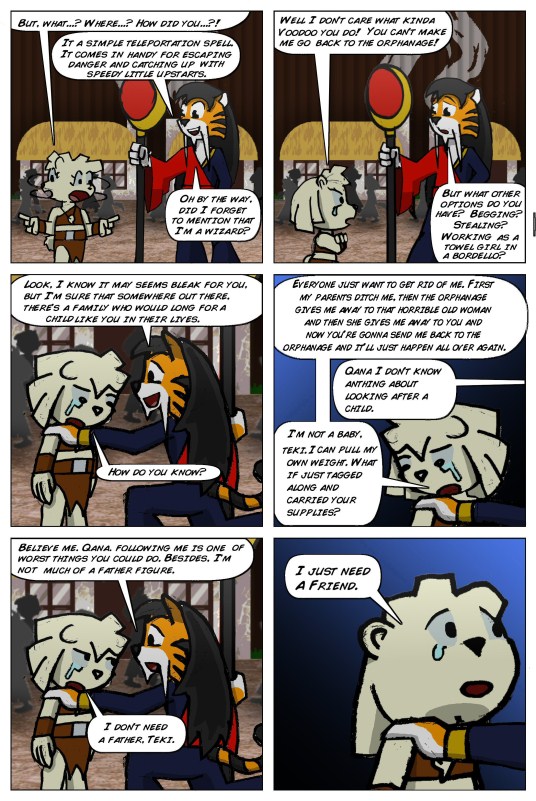 BUT, WHAT...? WHERE...? HOW DID YOU...?!
IT A SIMPLE TELEPORTATION SPELL.
IT COMES IN HANDY FOR ESCAPING
DANGER AND CATCHING UP WITH
SPEEDY LITTLE UPSTARTS.
OH BY THE WAY,
DID I FORGET
TO MENTION THAT
I'M A WIZARD?
WELL I DON'T CARE WHAT KINDA
VOODOO YOU DO! YOU CAN'T MAKE
ME GO BACK TO THE ORPHANAGE!
BUT WHAT OTHER
OPTIONS DO YOU
HAVE? BEGGING?
STEALING?
WORKING AS A
TOWEL GIRL IN
A BORDELLO?
LOOK, I KNOW IT MAY SEEMS BLEAK FOR YOU,
BUT I'M SURE THAT SOMEWHERE OUT THERE,
THERE'S A FAMILY WHO WOULD LONG FOR
A CHILD LIKE YOU IN THEIR LIVES.
HOW DO YOU KNOW?
EVERYONE JUST WANT TO GET RID OF ME. FIRST
MY PARENTS DITCH ME, THEN THE ORPHANAGE
GIVES ME AWAY TO THAT HORRIBLE OLD WOMAN
AND THEN SHE GIVES ME AWAY TO YOU AND
NOW YOU'RE GONNA SEND ME BACK TO THE
ORPHANAGE AND IT'LL JUST HAPPEN ALL OVER AGAIN.
QANA I DON'T KNOW
ANTHING ABOUT
LOOKING AFTER A
CHILD.
I'M NOT A BABY,
TEKI. I CAN PULL MY
OWN WEIGHT. WHAT
IF JUST TAGGED
ALONG AND
CARRIED YOUR
SUPPLIES?
BELIEVE ME, QANA, FOLLOWING ME IS ONE OF
WORST THINGS YOU COULD DO. BESIDES, I'M
NOT MUCH OF A FATHER FIGURE.
I DON'T NEED
A FATHER, TEKI.
I JUST NEED
A FRIEND.